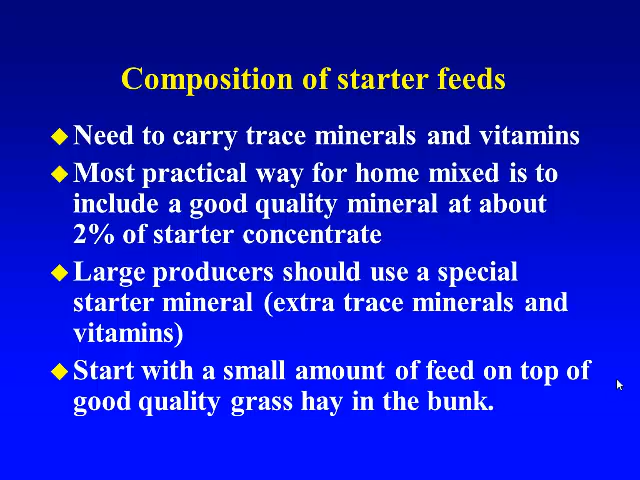 Composition of starter feeds
Need to carry trace minerals and vitamins
Most practical way for home mixed is to
include a good quality mineral at about
2% of starter concentrate
Large producers should use a special
starter mineral (extra trace minerals and
vitamins)
Start with a small amount of feed on top of
good quality grass hay in the bunk.